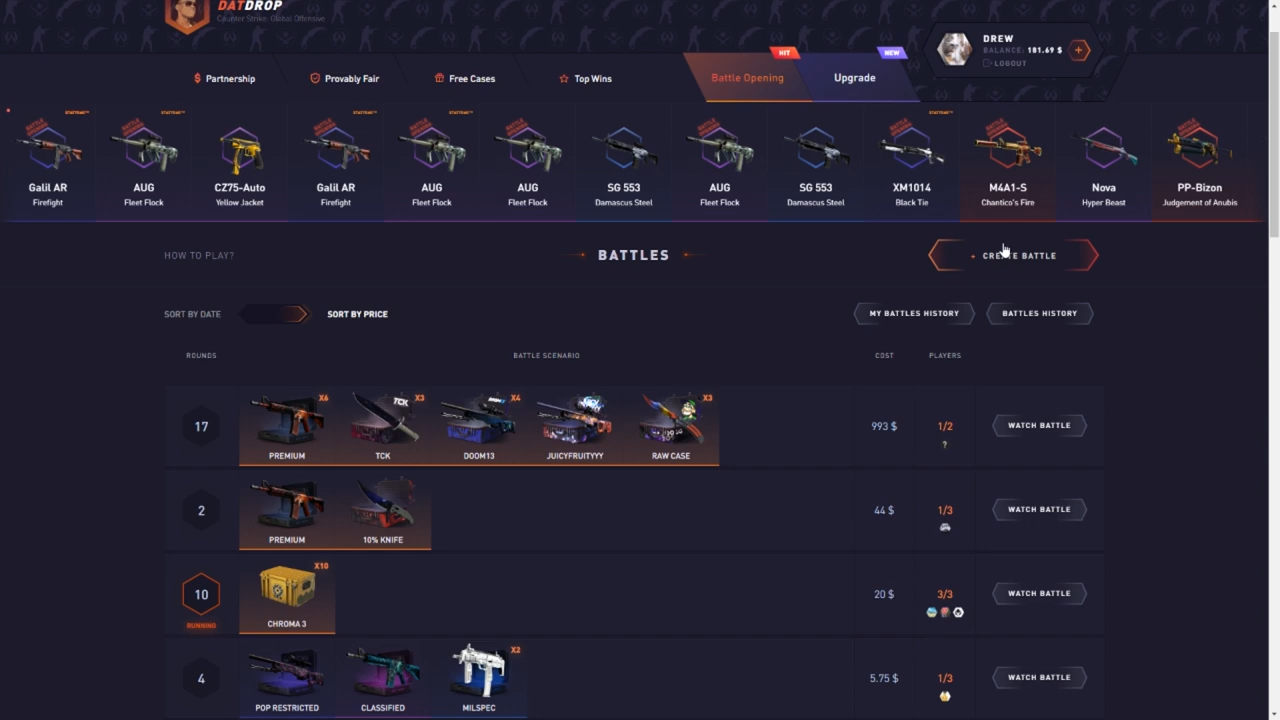 DATDROP
Counter Strike: Global Offensive
DREW
BALANCE: 181.69 $
LOGOUT
Partnership
Provably Fair
Free Cases
Top Wins
HIT
Battle Opening
NEW
Upgrade
STATTRAK™ STATTRAK™ STATTRAK™ STATTRAK™ STATTRAK™
Galil AR
Firefight
AUG
Fleet Flock
CZ75-Auto
Yellow Jacket
Galil AR
Firefight
AUG
Fleet Flock
AUG
Fleet Flock
SG 553
Damascus Steel
AUG
Fleet Flock
SG 553
Damascus Steel
XM1014
Black Tie
M4A1-S
Chantico's Fire
Nova
Hyper Beast
PP-Bizon
Judgement of Anubis
HOW TO PLAY?
BATTLES
+ CREATE BATTLE
SORT BY DATE
SORT BY PRICE
MY BATTLES HISTORY
BATTLES HISTORY
ROUNDS
BATTLE SCENARIO
COST
PLAYERS
17
X6
PREMIUM
TCK
X3
TCK
X4
DOOM13
JUICYFRUITYYY
X3
RAW CASE
993 $
1/2
?
WATCH BATTLE
2
PREMIUM
10% KNIFE
44 $
1/3
WATCH BATTLE
10
RUNNING
X10
CHROMA 3
20 $
3/3
WATCH BATTLE
4
POP RESTRICTED
CLASSIFIED
X2
MILSPEC
5.75 $
1/3
WATCH BATTLE